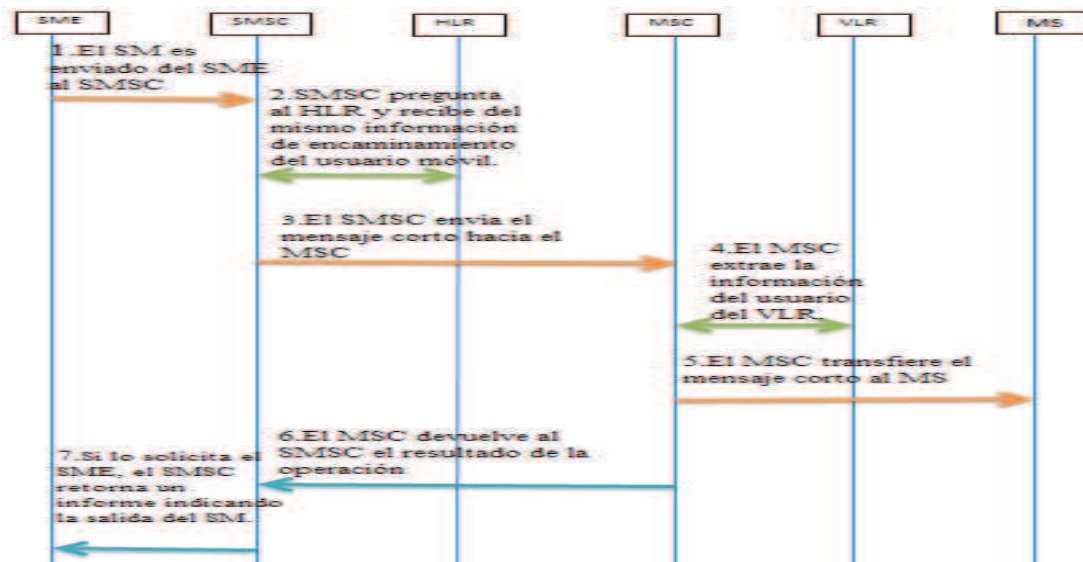 SME
SMSC
HLR
MSC
VLR
MS
1.El SM es
enviado del SME
al SMSC
2.SMSC pregunta
al HLR y recibe del
mismo información
de encaminamiento
del usuario móvil.
3.El SMSC envia el
mensaje corto hacia el
MSC
4.El MSC
extrae la
información
del usuario
del VLR.
5.El MSC transfiere el
mensaje corto al MS
6.El MSC devuelve al
SMSC el resultado de la
operación
7.Si lo solicita el
SME, el SMSC
retorna un
informe indicando
la salida del SM.